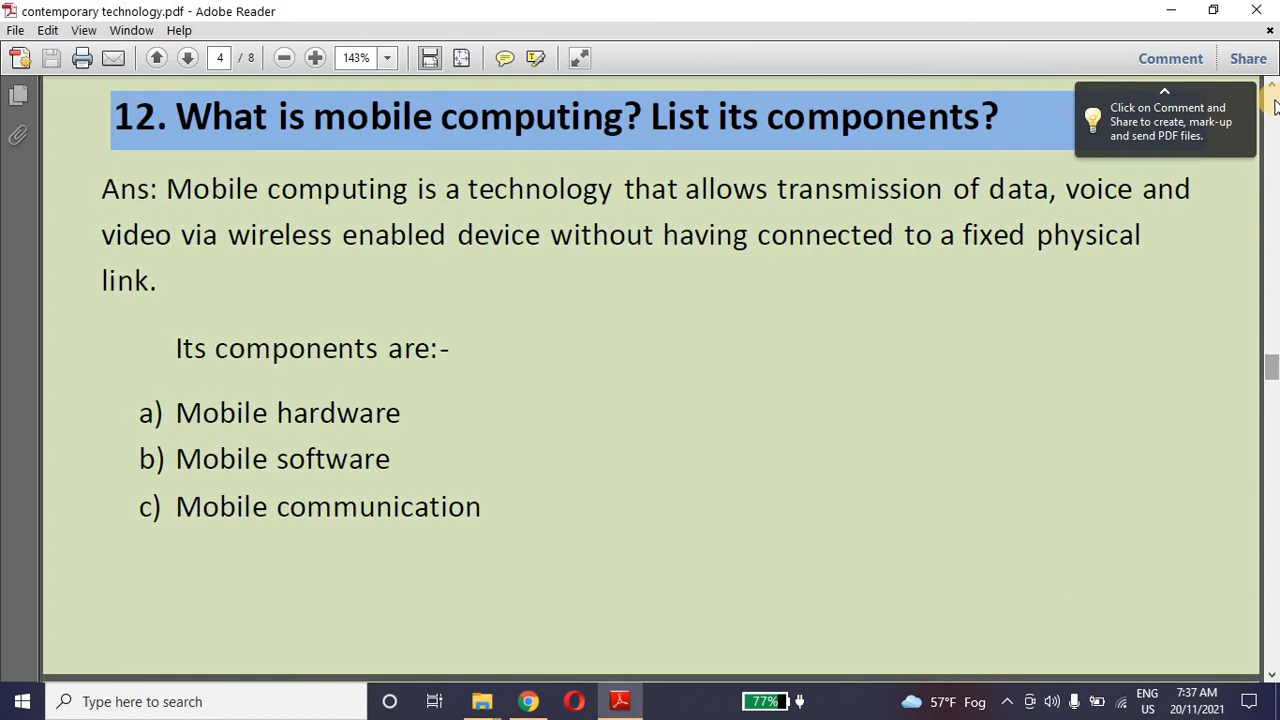 contemporary technology.pdf - Adobe Reader
File Edit View Window Help
4 / 8 143% Comment Share
Click on Comment and
Share to create, mark-up
and send PDF files.
12. What is mobile computing? List its components?
Ans: Mobile computing is a technology that allows transmission of data, voice and
video via wireless enabled device without having connected to a fixed physical
link.
Its components are:-
a) Mobile hardware
b) Mobile software
c) Mobile communication
Type here to search
77%
57°F Fog
ENG
US
7:37 AM
20/11/2021